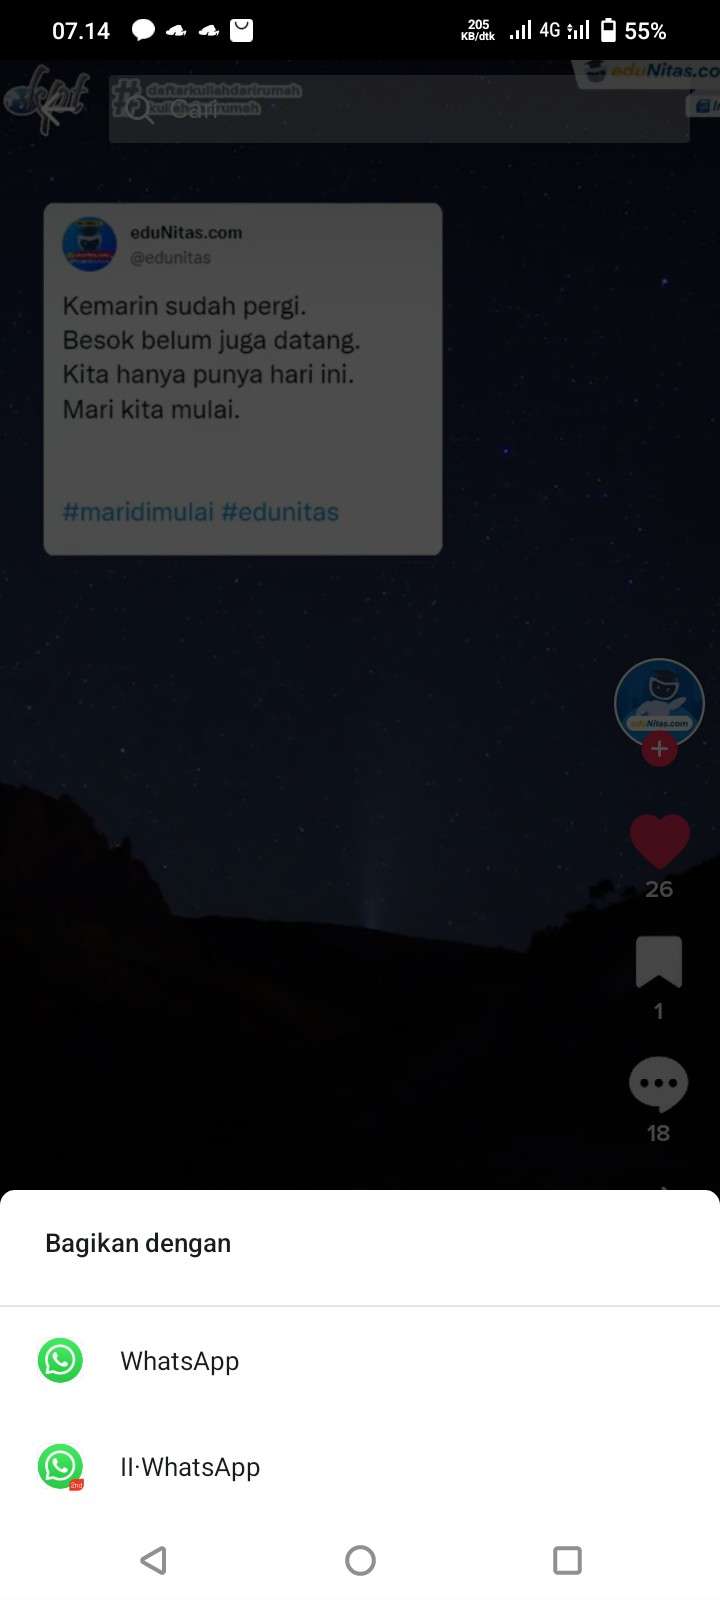 07.14
205
KB/dtk
4G
55%
#daftarkuliahdarirumah
kuliahdarirumah
Cari
eduNitas.co
eduNitas.com
@edunitas
Kemarin sudah pergi.
Besok belum juga datang.
Kita hanya punya hari ini.
Mari kita mulai.
#maridimulai #edunitas
eduNitas.com
26
1
18
Bagikan dengan
WhatsApp
II·WhatsApp
2nd